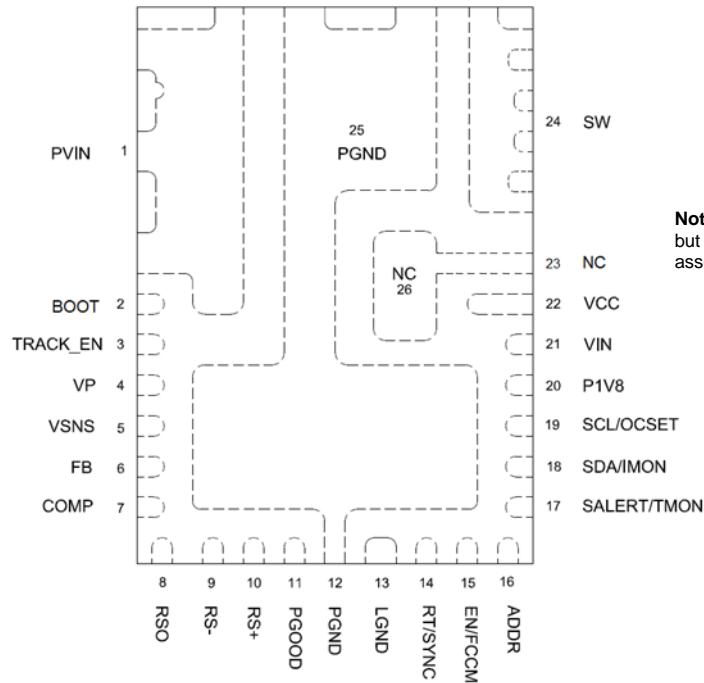 25
24 SW
PVIN 1
PGND
Not
but
ass
23 NC
NC
26
BOOT 2
22 VCC
TRACK_EN 3
21 VIN
VP 4
20 P1V8
VSNS 5
19 SCL/OCSET
FB 6
18 SDA/IMON
COMP 7
17 SALERT/TMON
8 9 10 11 12 13 14 15 16
RSO
RS-
RS+
PGOOD
PGND
LGND
RT/SYNC
EN/FCCM
ADDR